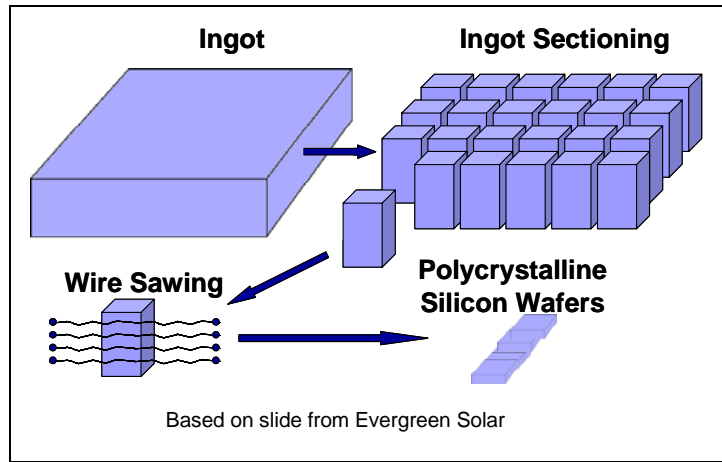 Ingot
Ingot Sectioning
Wire Sawing
Polycrystalline
Silicon Wafers
Based on slide from Evergreen Solar